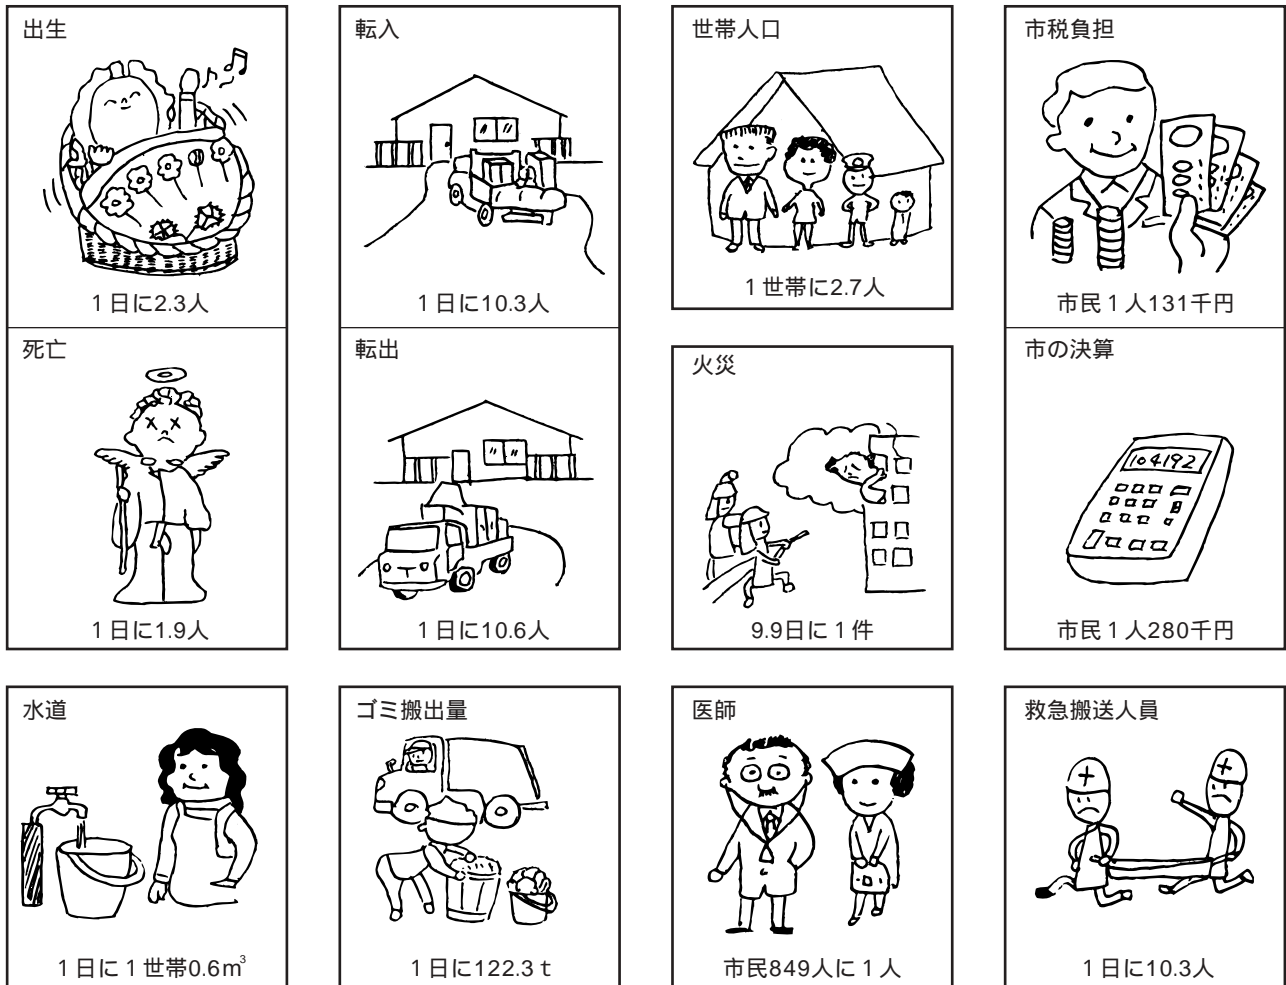 出生
1日に2.3人
転入
1日に10.3人
世帯人口
1世帯に2.7人
市税負担
市民1人131千円
死亡
1日に1.9人
転出
1日に10.6人
火災
9.9日に1件
市の決算
104192
市民1人280千円
水道
1日に1世帯0.6m³
ゴミ搬出量
1日に122.3t
医師
市民849人に1人
救急搬送人員
1日に10.3人